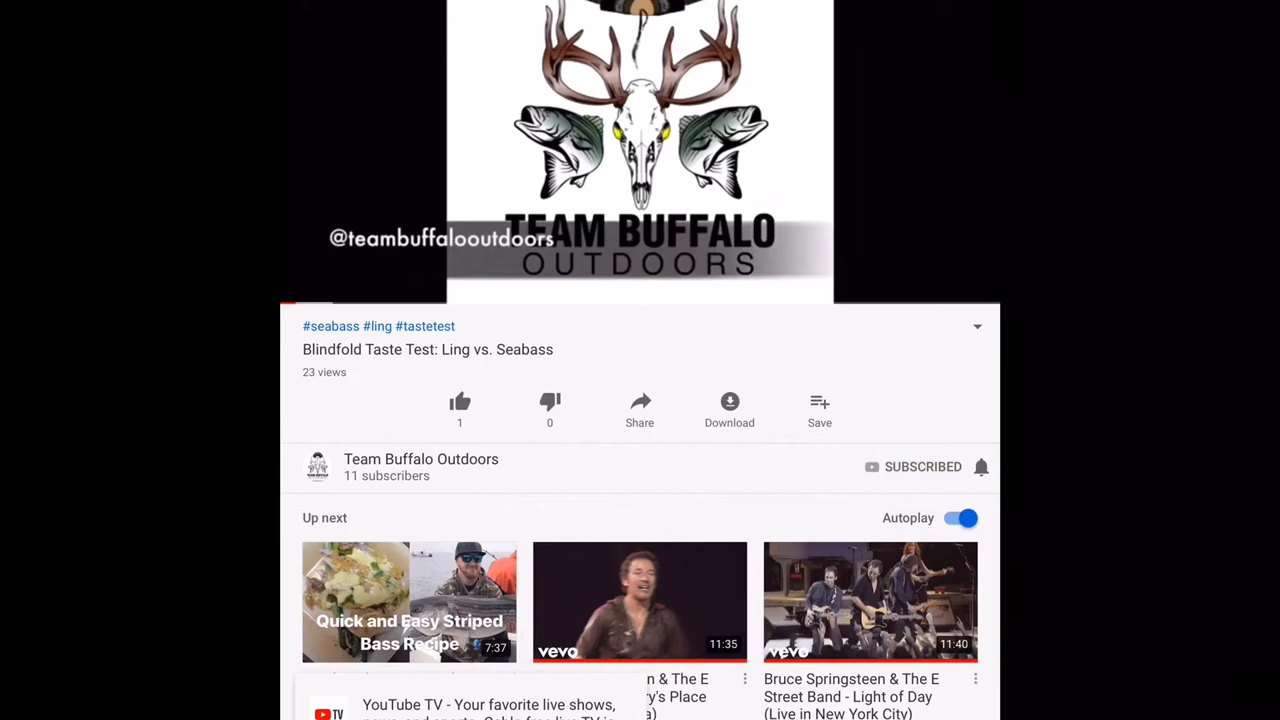 TEAM BUFFALO
@teambuffalooutdoors
OUTDOORS
#seabass #ling #tastetest
Blindfold Taste Test: Ling vs. Seabass
23 views
1
0
Share
Download
Save
Team Buffalo Outdoors
11 subscribers
SUBSCRIBED
Up next
Autoplay
Quick and Easy Striped
Bass Recipe
7:37
vevo
11:35
vevo
11:40
n & The E
ry's Place
a)
Bruce Springsteen & The E
Street Band - Light of Day
(Live in New York City)
TV
YouTube TV - Your favorite live shows,